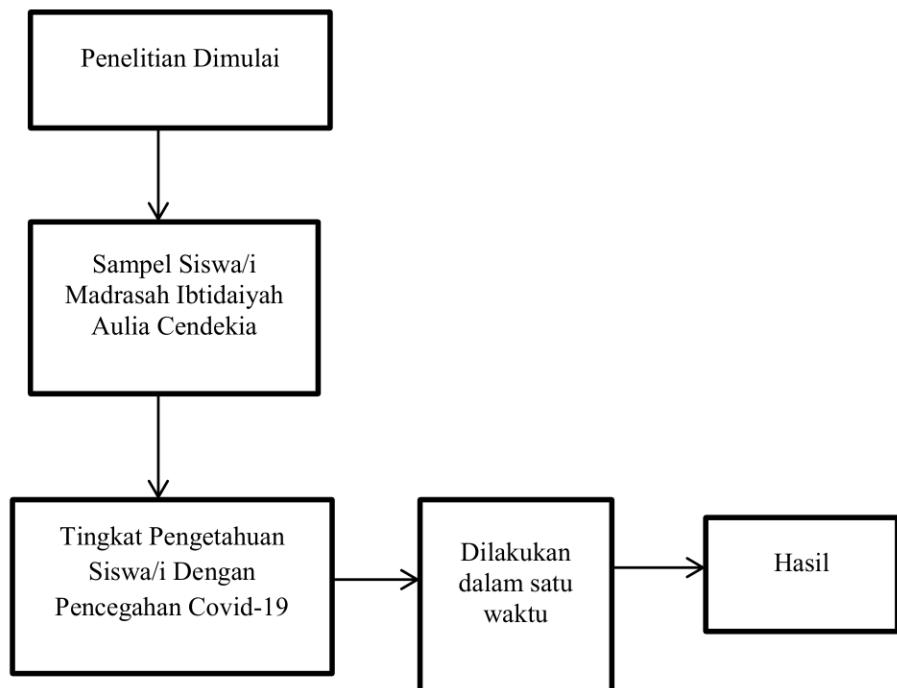 Penelitian Dimulai
Sampel Siswa/i
Madrasah Ibtidaiyah
Aulia Cendekia
Tingkat Pengetahuan
Siswa/i Dengan
Pencegahan Covid-19
Dilakukan
dalam satu
waktu
Hasil